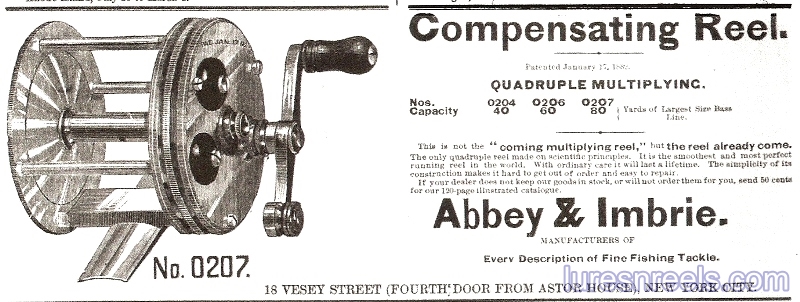 JAN. 17
No. 0207.
Compensating Reel.
Patented January 17, 1882.
QUADRUPLE MULTIPLYING.
Nos. 0204 0206 0207
Capacity 40 60 80 Yards of Largest Size Bass
Line.
This is not the "coming multiplying reel," but the reel already come.
The only quadruple reel made on scientific principles. It is the smoothest and most perfect
running reel in the world. With ordinary care it will last a lifetime. The simplicity of its
construction makes it hard to get out of order and easy to repair.
If your dealer does not keep our goods in stock, or will not order them for you, send 50 cents
for our 120-page illustrated catalogue.
Abbey & Imbrie.
MANUFACTURERS OF
Every Description of Fine Fishing Tackle.
18 VESEY STREET (FOURTH DOOR FROM ASTOR HOUSE), NEW YORK CITY.
luresnreels.com